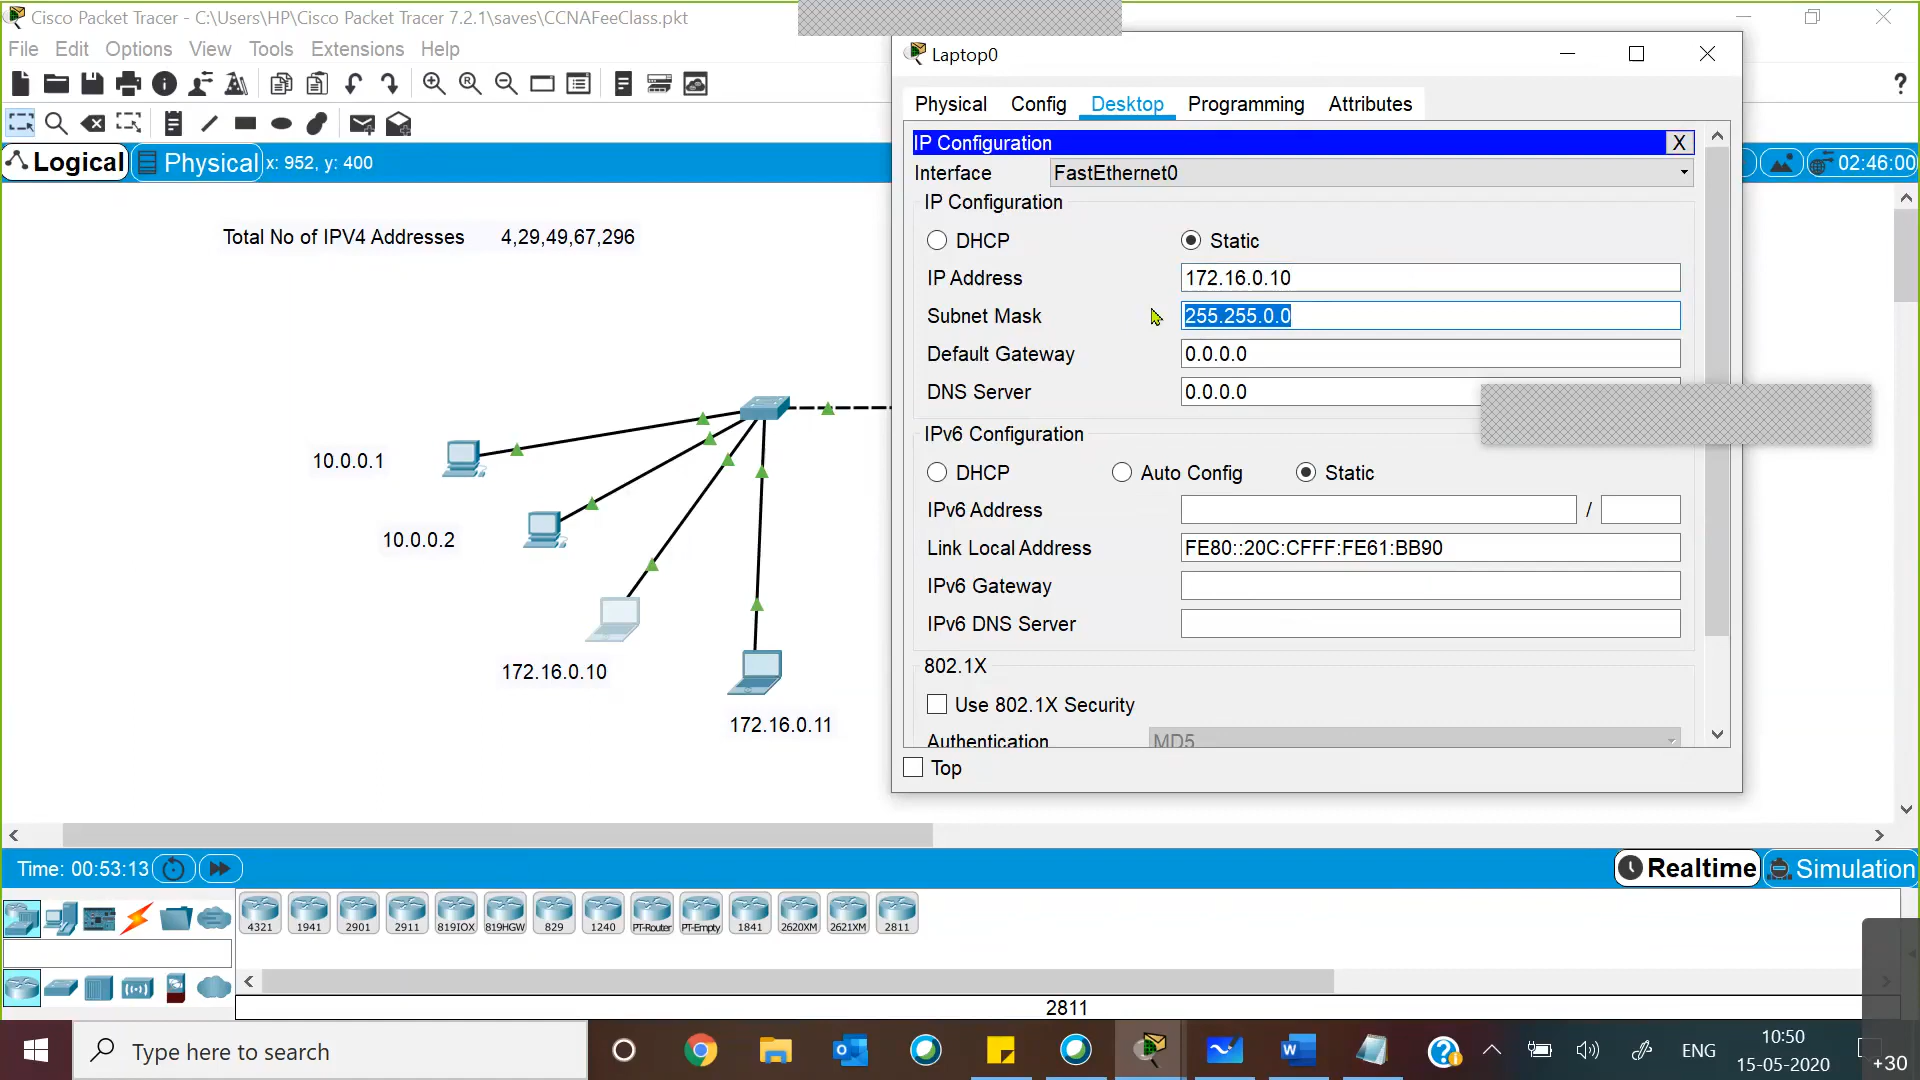 Cisco Packet Tracer - C:\Users\HP\Cisco Packet Tracer 7.2.1\saves\CCNAFeeClass.pkt
File Edit Options View Tools Extensions Help
Logical Physical x: 952, y: 400
02:46:00
Total No of IPV4 Addresses 4,29,49,67,296
10.0.0.1
10.0.0.2
172.16.0.10
172.16.0.11
Laptop0
Physical Config Desktop Programming Attributes
IP Configuration X
Interface FastEthernet0
IP Configuration
DHCP Static
IP Address 172.16.0.10
Subnet Mask 255.255.0.0
Default Gateway 0.0.0.0
DNS Server 0.0.0.0
IPv6 Configuration
DHCP Auto Config Static
IPv6 Address /
Link Local Address FE80::20C:CFFF:FE61:BB90
IPv6 Gateway
IPv6 DNS Server
802.1X
Use 802.1X Security
Authentication MD5
Top
Time: 00:53:13
Realtime Simulation
4321 1941 2901 2911 819IOX 819HGW 829 1240 PT-Router PT-Empty 1841 2620XM 2621XM 2811
2811
Type here to search
ENG
10:50
15-05-2020
+30